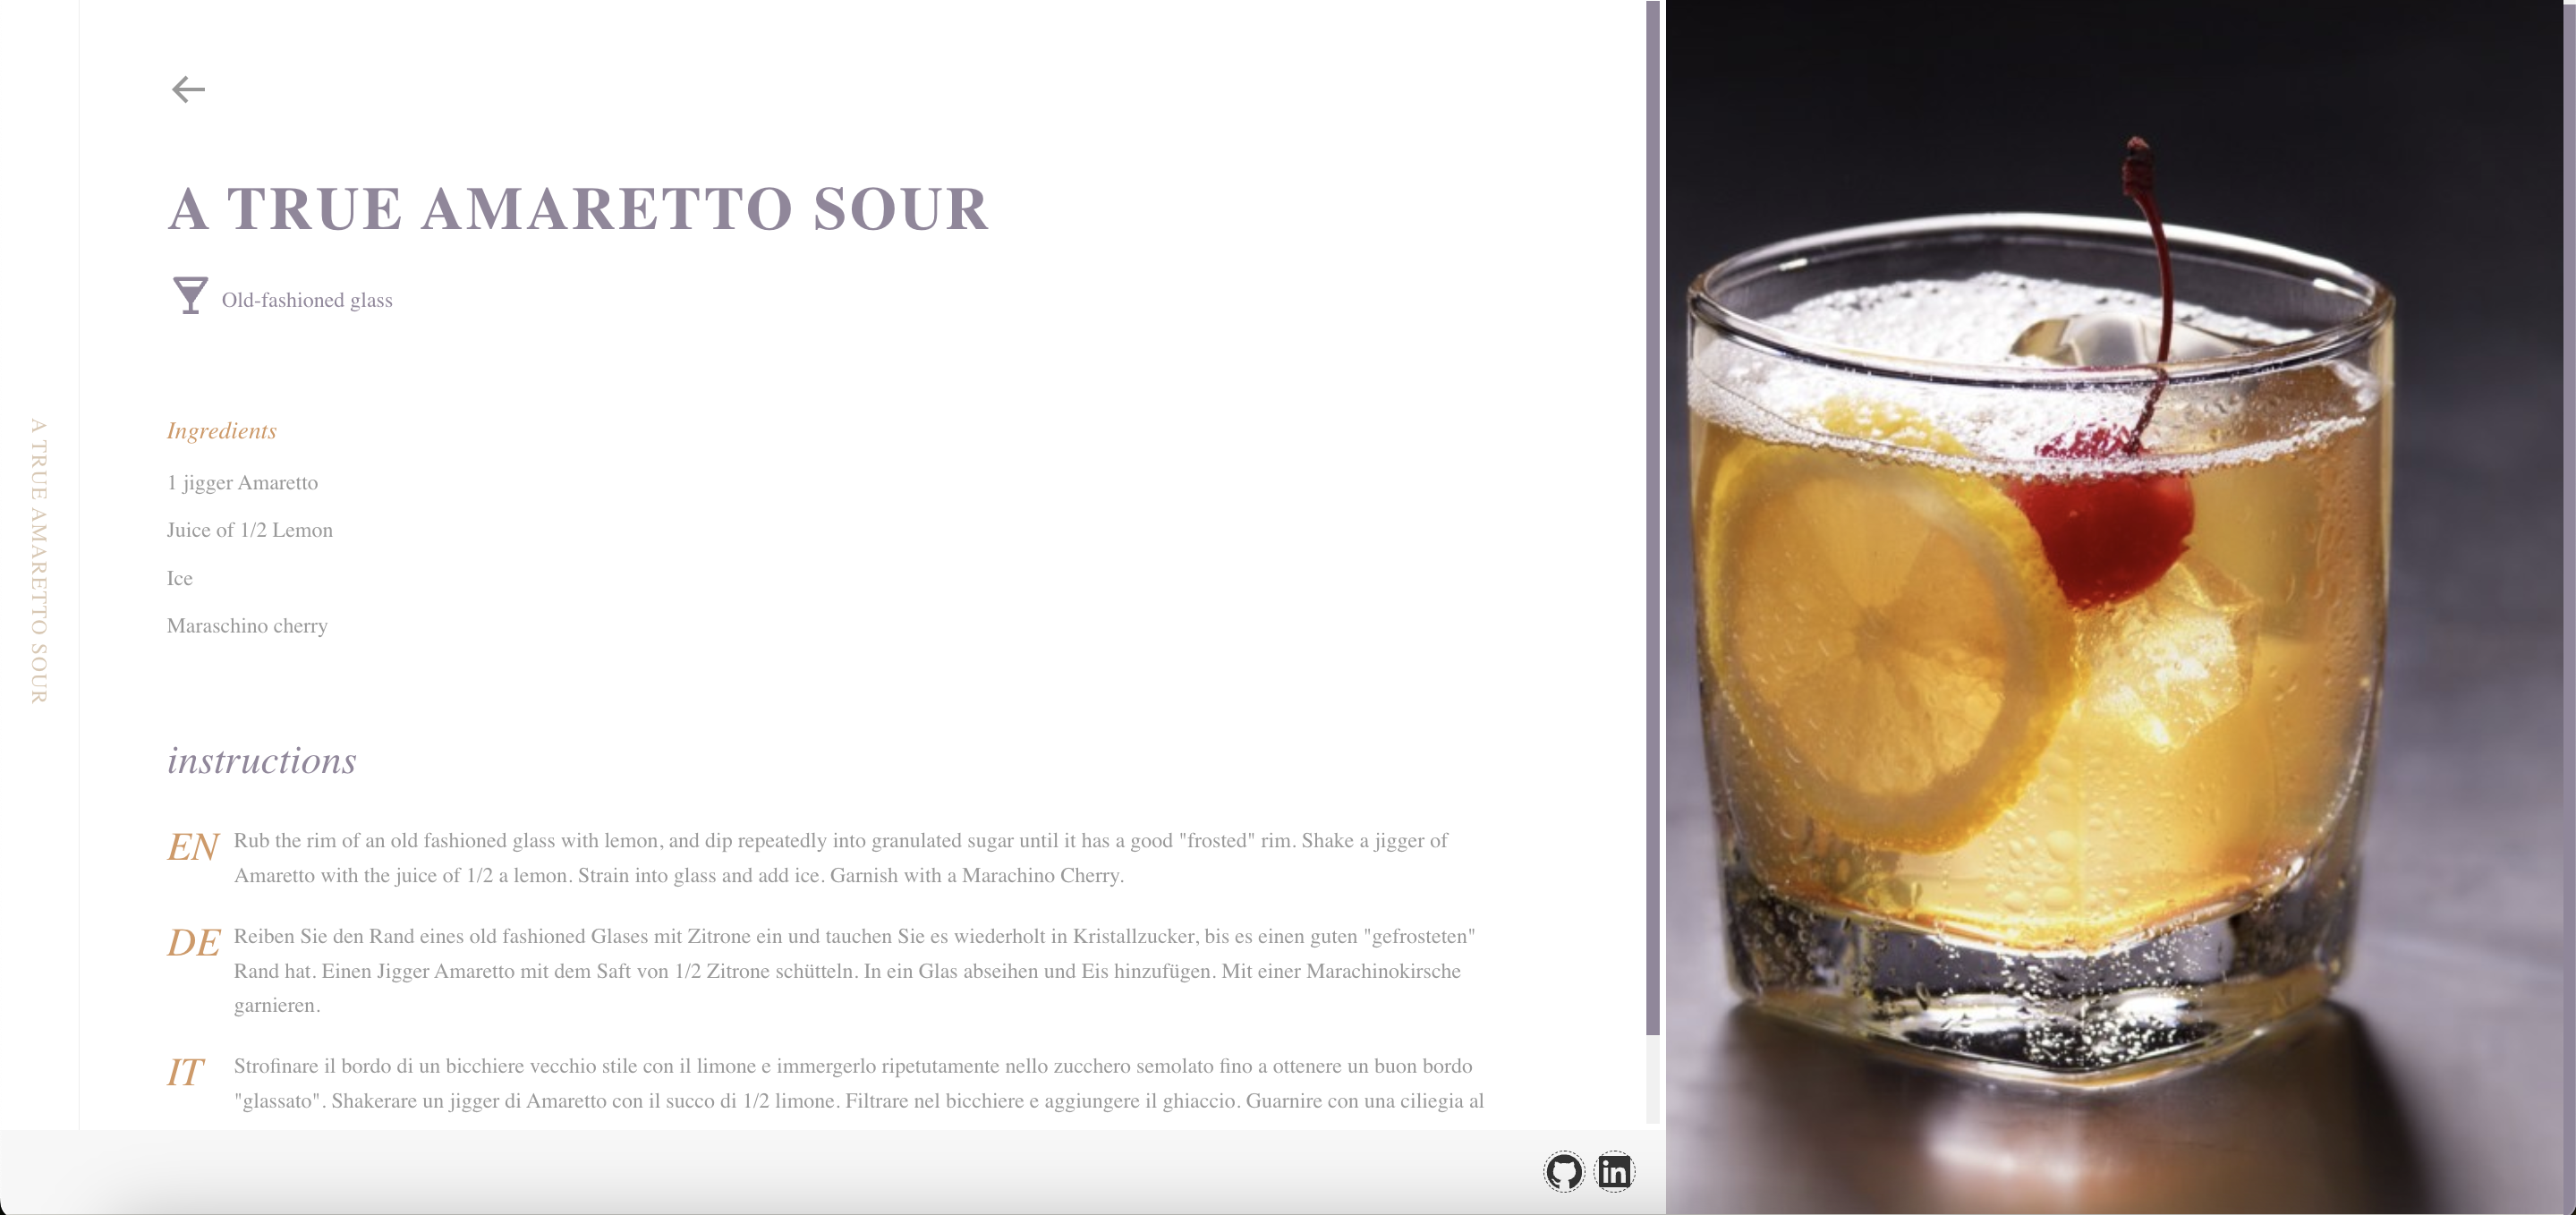 A TRUE AMARETTO SOUR
A TRUE AMARETTO SOUR
Old-fashioned glass
Ingredients
1 jigger Amaretto
Juice of 1/2 Lemon
Ice
Maraschino cherry
instructions
EN Rub the rim of an old fashioned glass with lemon, and dip repeatedly into granulated sugar until it has a good "frosted" rim. Shake a jigger of
Amaretto with the juice of 1/2 a lemon. Strain into glass and add ice. Garnish with a Marachino Cherry.
DE Reiben Sie den Rand eines old fashioned Glases mit Zitrone ein und tauchen Sie es wiederholt in Kristallzucker, bis es einen guten "gefrosteten"
Rand hat. Einen Jigger Amaretto mit dem Saft von 1/2 Zitrone schütteln. In ein Glas abseihen und Eis hinzufügen. Mit einer Marachinokirsche
garnieren.
IT Strofinare il bordo di un bicchiere vecchio stile con il limone e immergerlo ripetutamente nello zucchero semolato fino a ottenere un buon bordo
"glassato". Shakerare un jigger di Amaretto con il succo di 1/2 limone. Filtrare nel bicchiere e aggiungere il ghiaccio. Guarnire con una ciliegia al
in